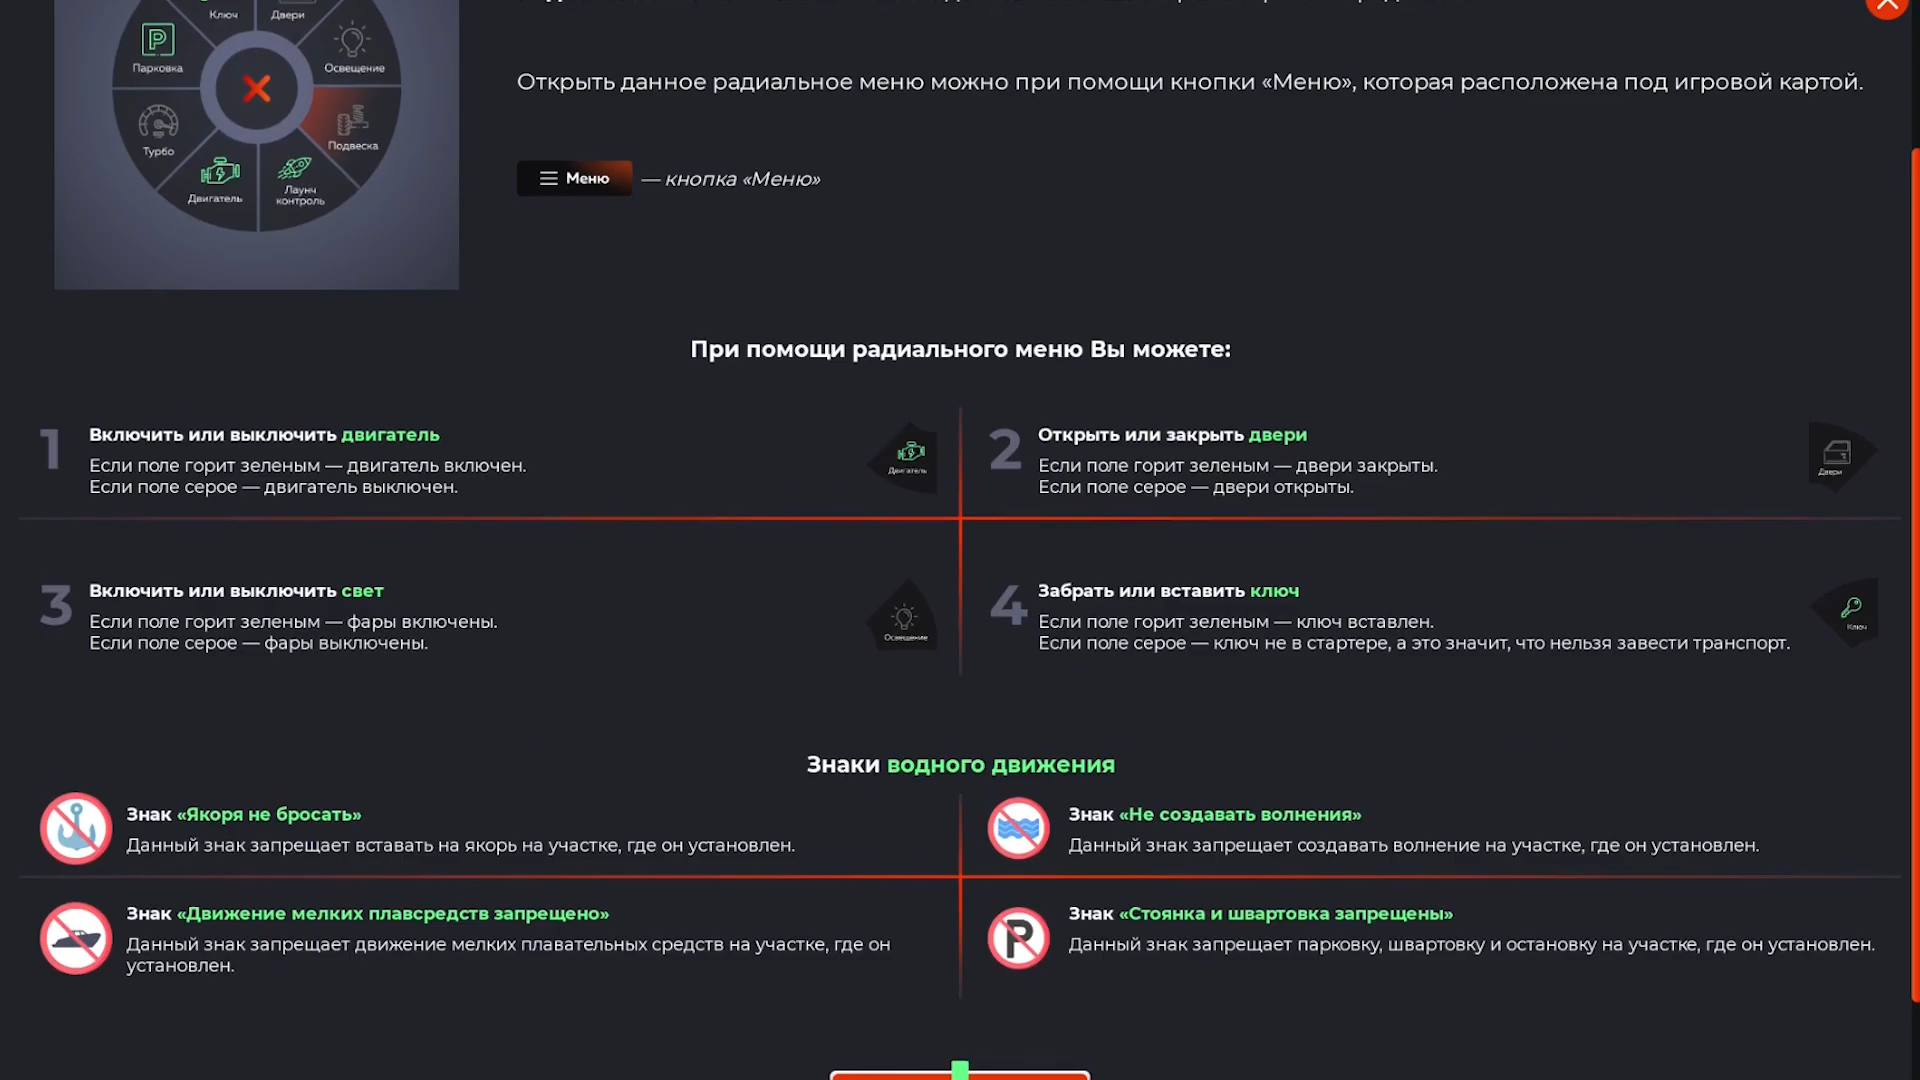 Ключ
Двери
Парковка
Освещение
Турбо
Подвеска
Двигатель
Лаунч
контроль
Открыть данное радиальное меню можно при помощи кнопки «Меню», которая расположена под игровой картой.
Меню — кнопка «Меню»
При помощи радиального меню Вы можете:
1 Включить или выключить двигатель
Если поле горит зеленым — двигатель включен.
Если поле серое — двигатель выключен.
Двигатель
2 Открыть или закрыть двери
Если поле горит зеленым — двери закрыты.
Если поле серое — двери открыты.
Двери
3 Включить или выключить свет
Если поле горит зеленым — фары включены.
Если поле серое — фары выключены.
Освещение
4 Забрать или вставить ключ
Если поле горит зеленым — ключ вставлен.
Если поле серое — ключ не в стартере, а это значит, что нельзя завести транспорт.
Ключ
Знаки водного движения
Знак «Якоря не бросать»
Данный знак запрещает вставать на якорь на участке, где он установлен.
Знак «Не создавать волнения»
Данный знак запрещает создавать волнение на участке, где он установлен.
Знак «Движение мелких плавсредств запрещено»
Данный знак запрещает движение мелких плавательных средств на участке, где он
установлен.
Знак «Стоянка и швартовка запрещены»
Данный знак запрещает парковку, швартовку и остановку на участке, где он установлен.